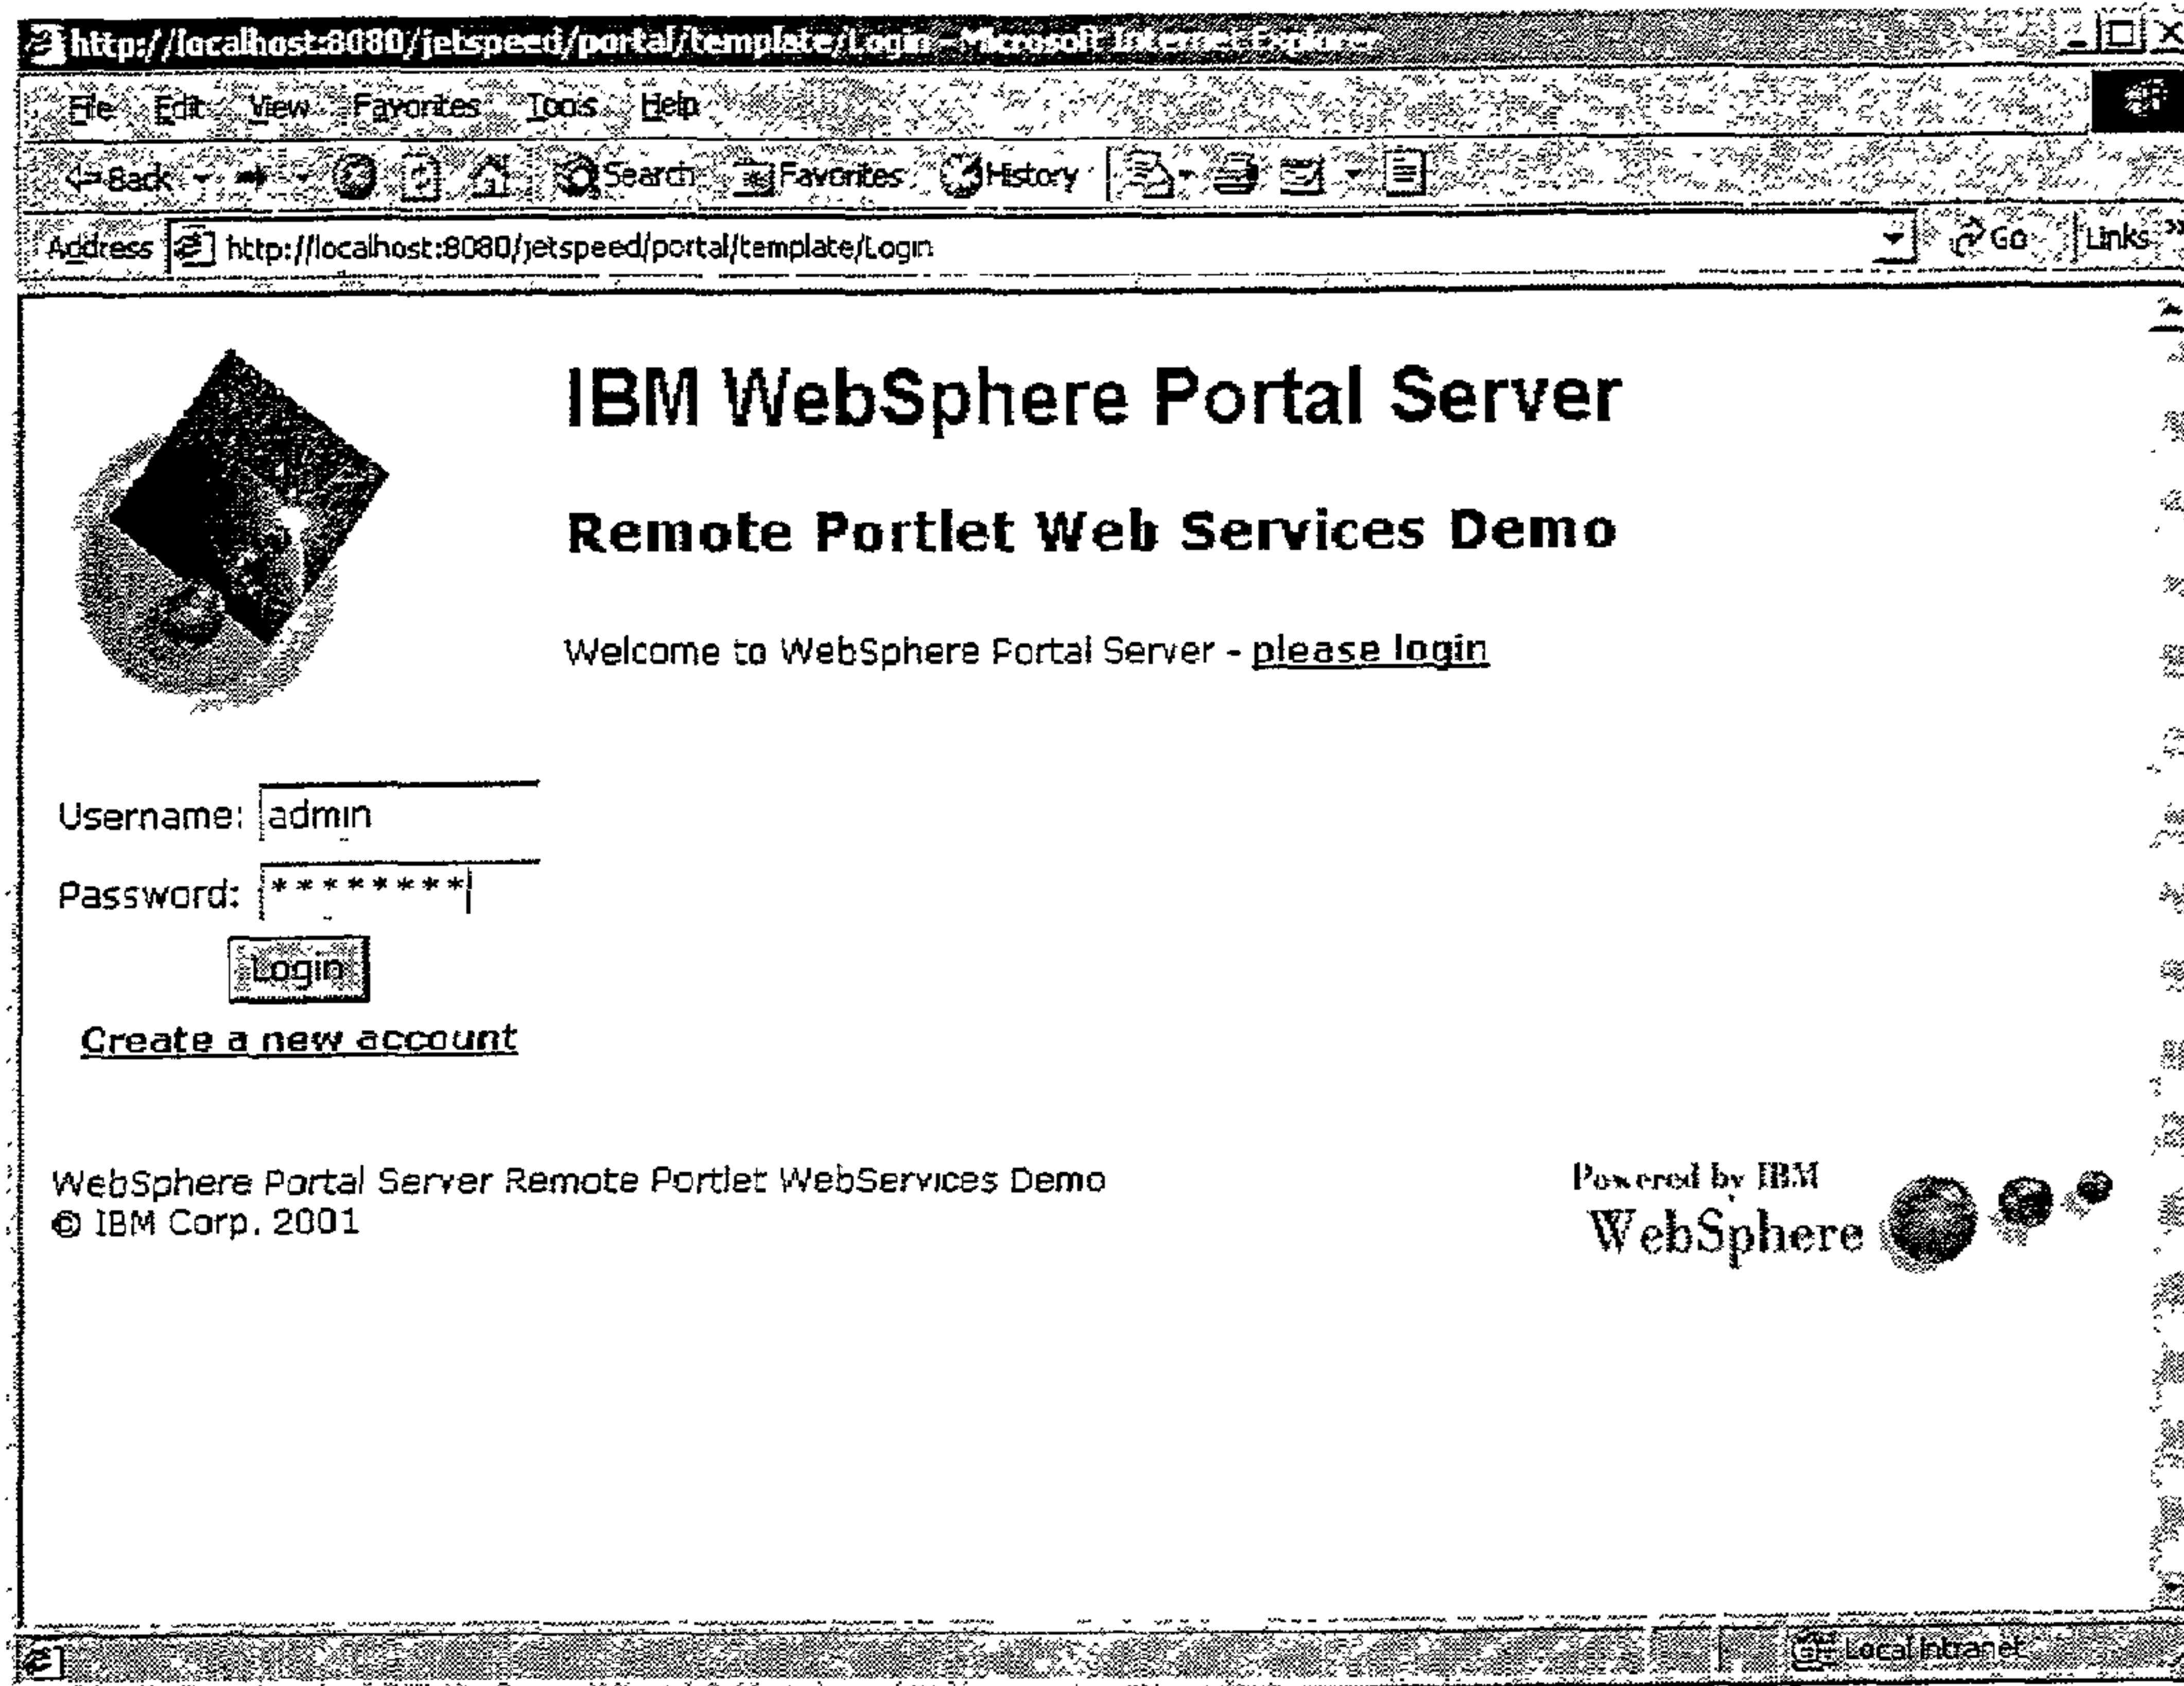 http://localhost:8080/jetspeed/portal/template/Login - Microsoft Internet Explorer
File Edit View Favorites Tools Help
Back Search Favorites History
Address http://localhost:8080/jetspeed/portal/template/Login Go Links »
IBM WebSphere Portal Server
Remote Portlet Web Services Demo
Welcome to WebSphere Portal Server - please login
Username: admin
Password: ********
Login
Create a new account
WebSphere Portal Server Remote Portlet WebServices Demo
© IBM Corp. 2001
Powered by IBM
WebSphere
Local intranet